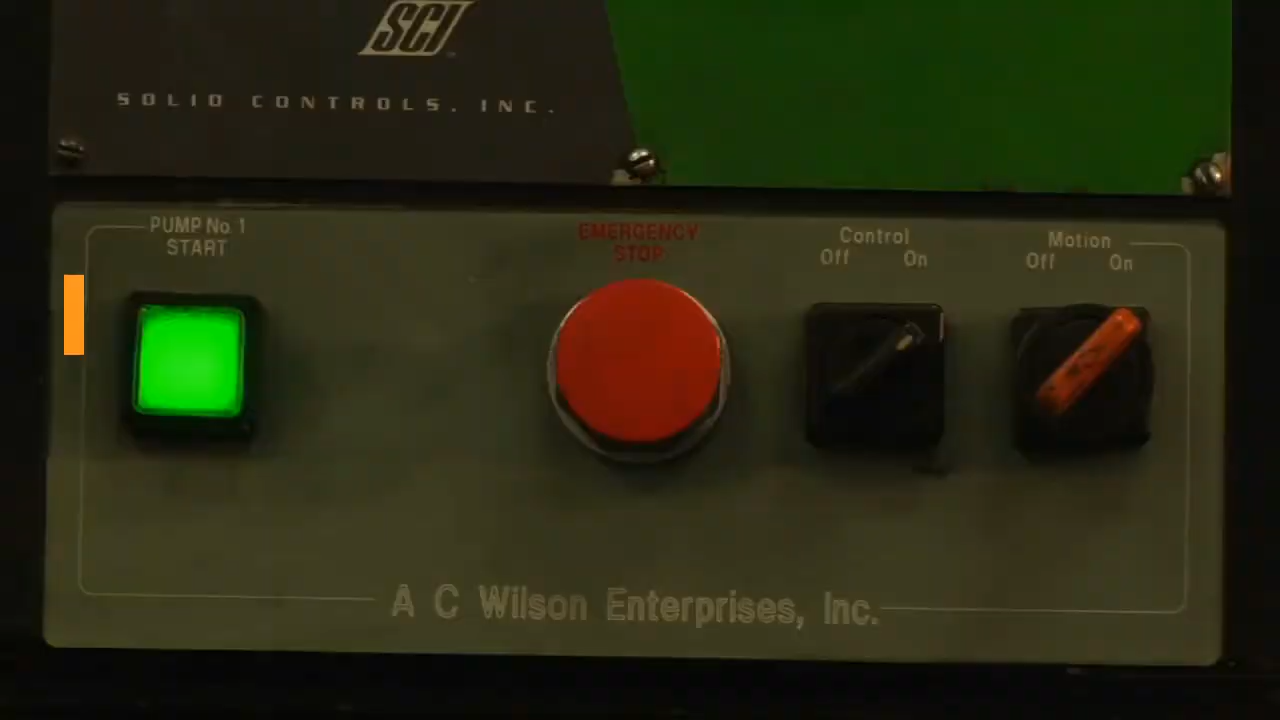 SCI
SOLID CONTROLS, INC.
PUMP No. 1
START
EMERGENCY
STOP
Control
Off On
Motion
Off On
A C Wilson Enterprises, Inc.